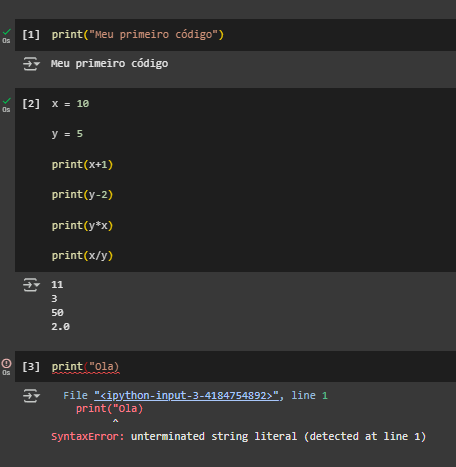 [1] print("Meu primeiro código")
0s
Meu primeiro código
[2] x = 10
0s
y = 5
print(x+1)
print(y-2)
print(y*x)
print(x/y)
11
3
50
2.0
[3] print("Ola)
0s
File "<ipython-input-3-4184754892>", line 1
print("Ola)
^
SyntaxError: unterminated string literal (detected at line 1)